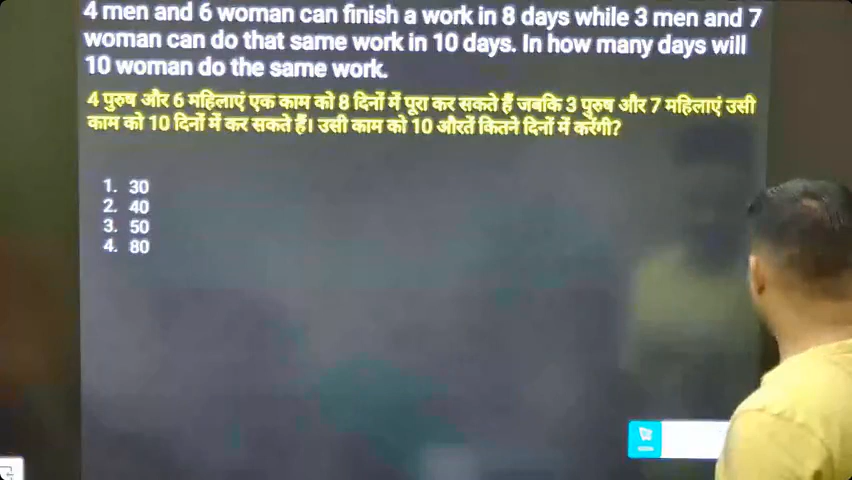 4 men and 6 woman can finish a work in 8 days while 3 men and 7
woman can do that same work in 10 days. In how many days will
10 woman do the same work.
4 पुरुष और 6 महिलाएं एक काम को 8 दिनों में पूरा कर सकते हैं जबकि 3 पुरुष और 7 महिलाएं उसी
काम को 10 दिनों में कर सकते हैं। उसी काम को 10 औरतें कितने दिनों में करेंगी?
1. 30
2. 40
3. 50
4. 80